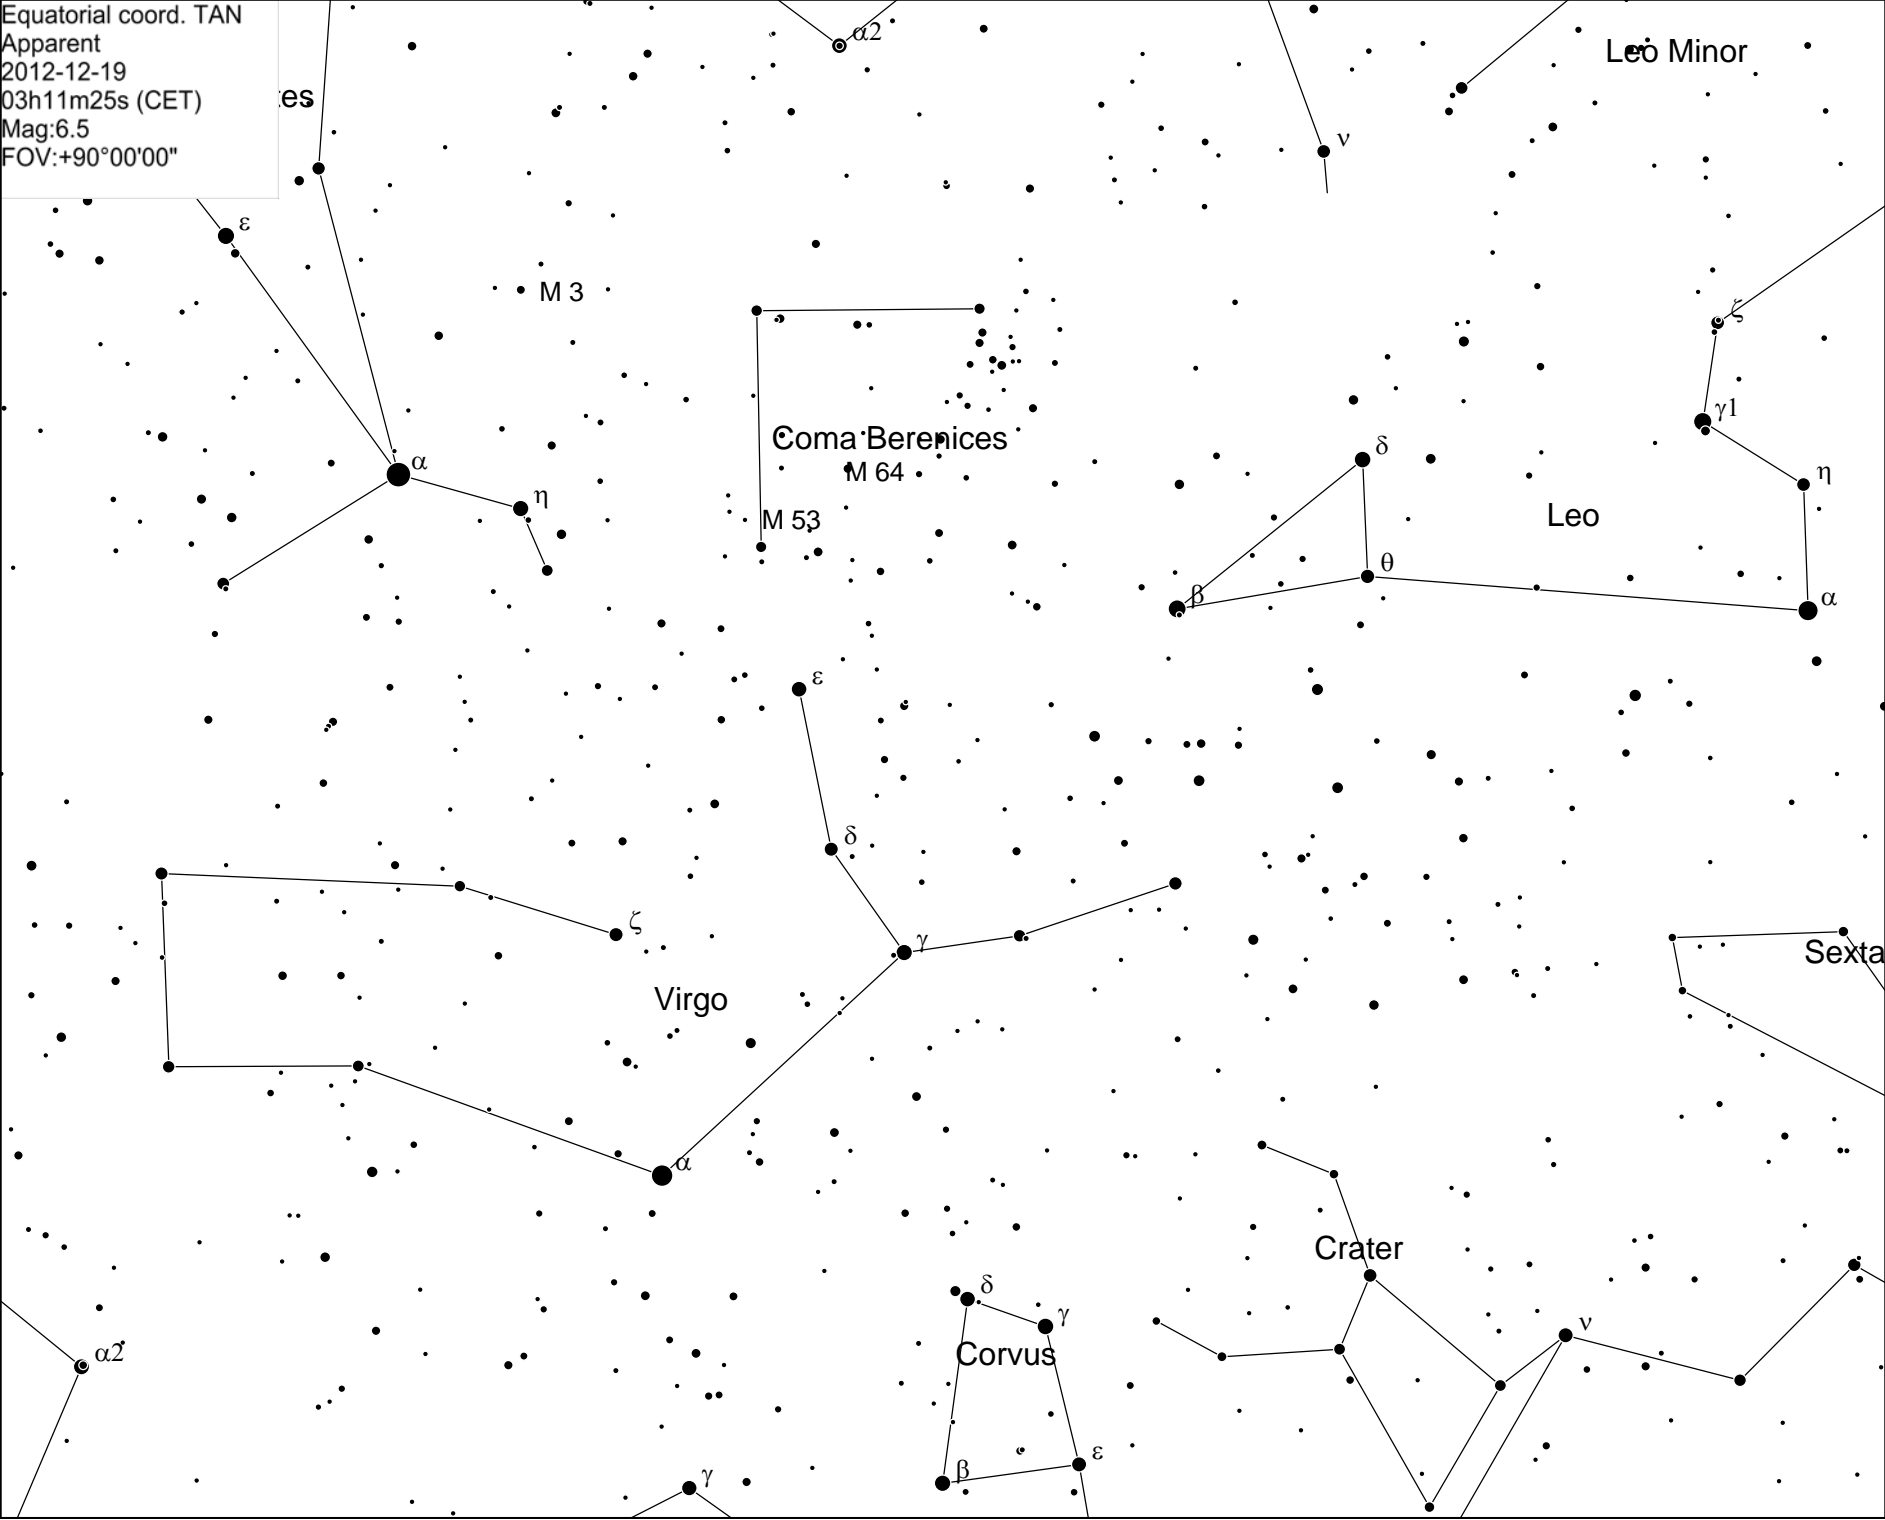 Equatorial coord. TAN
Apparent
2012-12-19
03h11m25s (CET)
Mag:6.5
FOV:+90°00'00"
tes
α2
Leo Minor
ν
ε
M 3
ζ
γ1
Coma Berenices
M 64
α
δ
η
η
Leo
M 53
θ
β
α
ε
δ
ζ
γ
Sexta
Virgo
α
Crater
δ
γ
ν
Corvus
α2
β
ε
γ